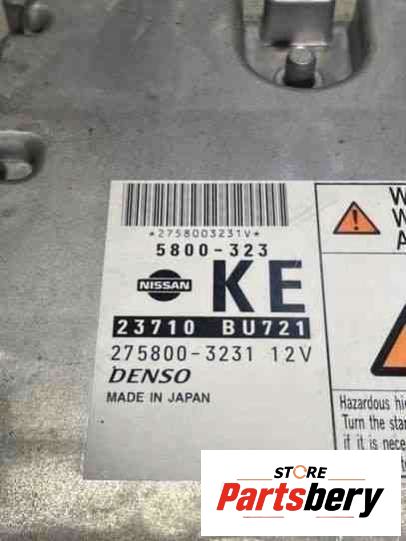 *2758003231V*
5800-323
NISSAN
KE
23710 BU721
275800-3231 12V
DENSO
MADE IN JAPAN
W
W
A
Hazardous hi
Turn the sta
if it is nece
STORE
Partsbery